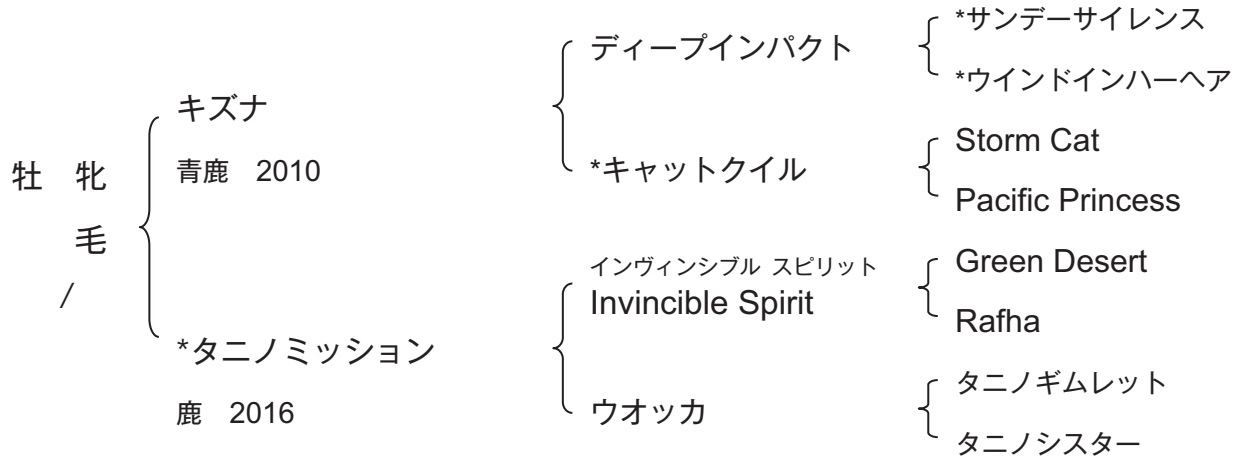 ディープインパクト
*サンデーサイレンス
*ウインドインハーヘア
キズナ
青鹿 2010
*キャットクイル
Storm Cat
Pacific Princess
牡 牝
毛
/
インヴィンシブル スピリット
Invincible Spirit
Green Desert
Rafha
*タニノミッション
鹿 2016
ウオッカ
タニノギムレット
タニノシスター